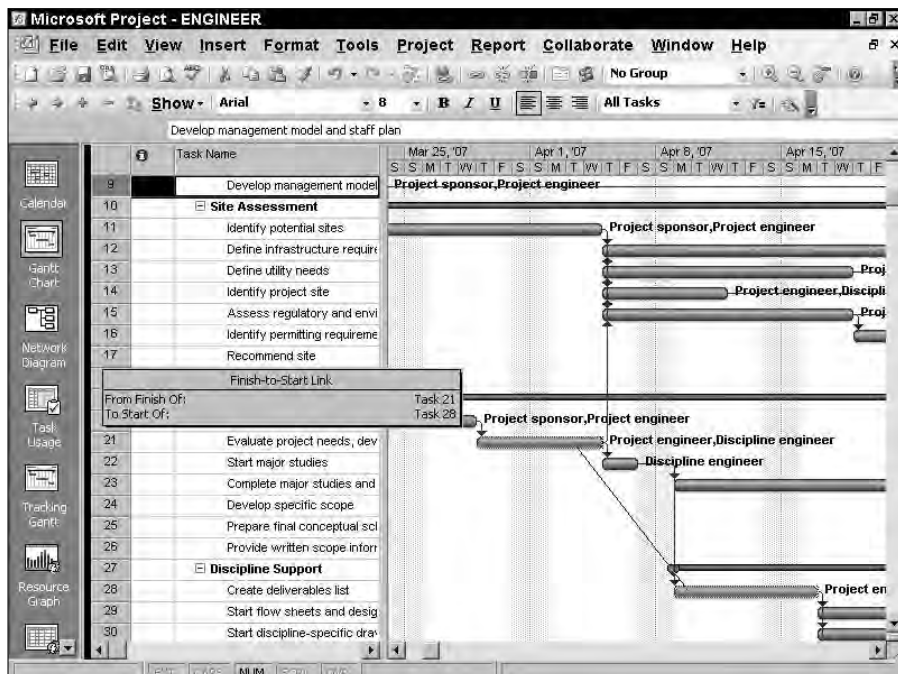 Microsoft Project - ENGINEER
File Edit View Insert Format Tools Project Report Collaborate Window Help
No Group
Show Arial 8 B I U All Tasks
Develop management model and staff plan
Task Name
Mar 25, '07 Apr 1, '07 Apr 8, '07 Apr 15, '07
S S M T W T F S S M T W T F S S M T W T F S S M T W T F
9 Develop management model Project sponsor,Project engineer
10 Site Assessment
11 Identify potential sites Project sponsor,Project engineer
12 Define infrastructure require
13 Define utility needs Proj
14 Identify project site Project engineer,Discipli
15 Assess regulatory and envi Proj
16 Identify permitting requireme
17 Recommend site
Finish-to-Start Link
From Finish Of: Task 21
To Start Of: Task 28
Project sponsor,Project engineer
21 Evaluate project needs, dev Project engineer,Discipline engineer
22 Start major studies Discipline engineer
23 Complete major studies and
24 Develop specific scope
25 Prepare final conceptual scl
26 Provide written scope inforr
27 Discipline Support
28 Create deliverables list Project en
29 Start flow sheets and desig
30 Start discipline-specific dra
Calendar
Gantt
Chart
Network
Diagram
Task
Usage
Tracking
Gantt
Resource
Graph
EXT CAPS NUM SCRL OVR